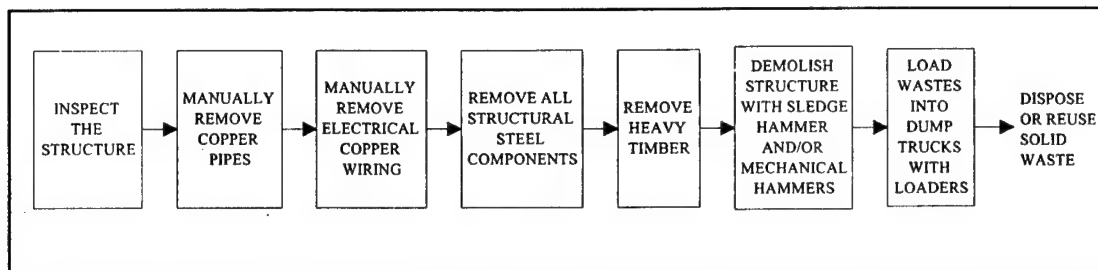 INSPECT
THE
STRUCTURE
MANUALLY
REMOVE
COPPER
PIPES
MANUALLY
REMOVE
ELECTRICAL
COPPER
WIRING
REMOVE ALL
STRUCTURAL
STEEL
COMPONENTS
REMOVE
HEAVY
TIMBER
DEMOLISH
STRUCTURE
WITH SLEDGE
HAMMER
AND/OR
MECHANICAL
HAMMERS
LOAD
WASTES
INTO
DUMP
TRUCKS
WITH
LOADERS
DISPOSE
OR REUSE
SOLID
WASTE